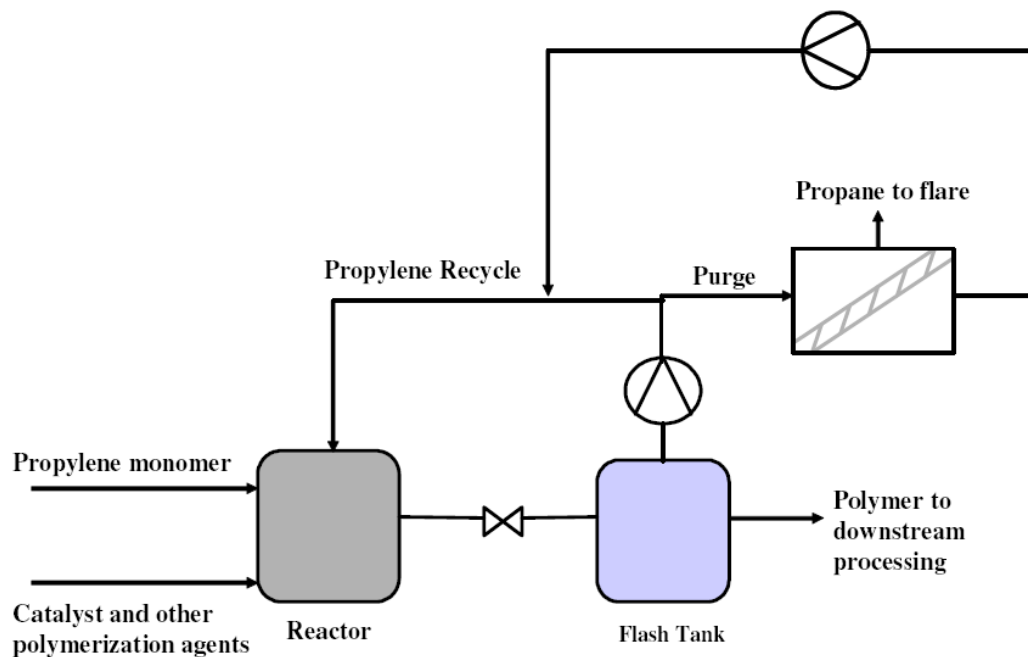 Propane to flare
Propylene Recycle
Purge
Propylene monomer
Polymer to
downstream
processing
Catalyst and other
polymerization agents
Reactor
Flash Tank